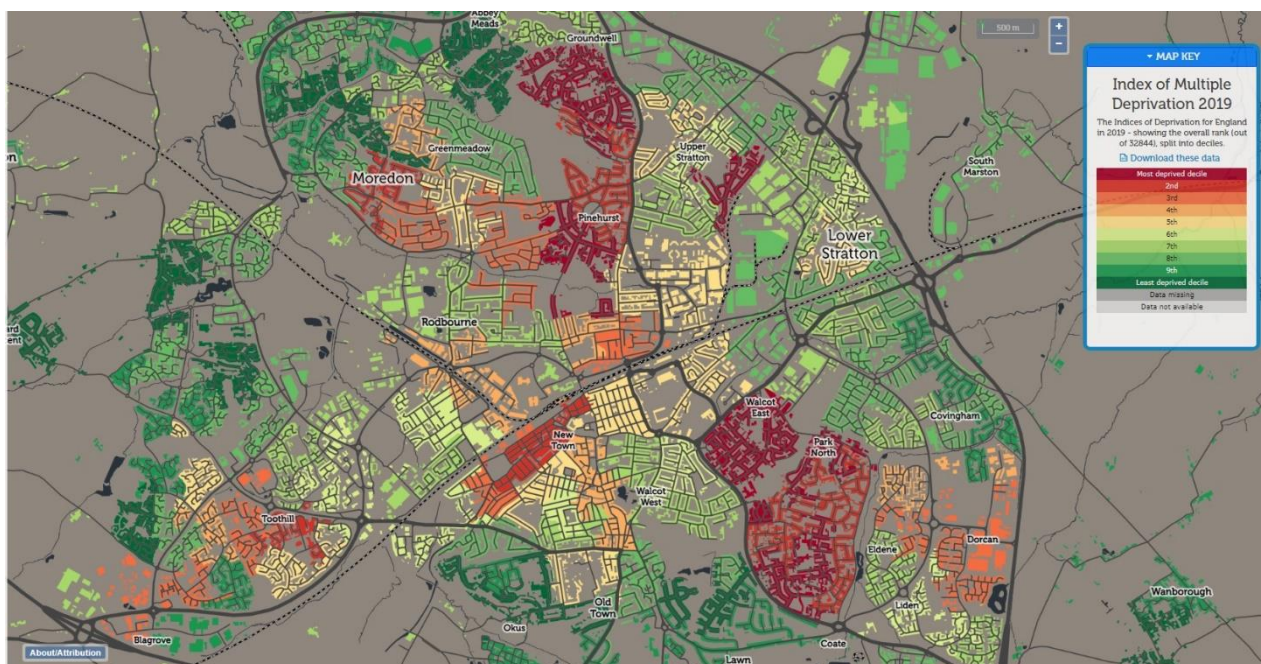 Abbey
Meads
Groundwell
500 m
+
−
MAP KEY
Index of Multiple
Deprivation 2019
The Indices of Deprivation for England
in 2019 - showing the overall rank (out
of 32844), split into deciles.
Download these data
Most deprived decile
2nd
3rd
4th
5th
6th
7th
8th
9th
Least deprived decile
Data missing
Data not available
Greenmeadow
Upper
Stratton
South
Marston
Moredon
Pinehurst
Lower
Stratton
Rodbourne
Walcot
East
Covingham
New
Town
Park
North
Walcot
West
Toothill
Eldene
Dorcan
Wanborough
Liden
Old
Town
Okus
Blagrove
Coate
Lawn
About/Attribution